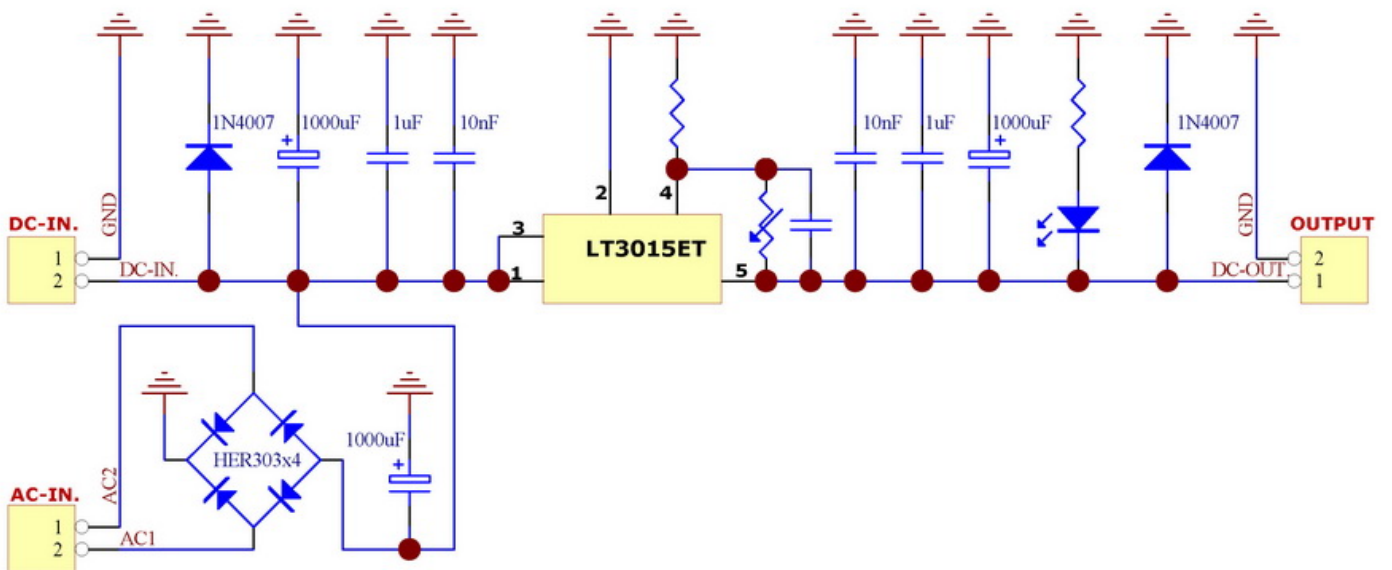 1N4007
1000uF
1uF
10nF
2
4
10nF
1uF
1000uF
1N4007
GND
GND
DC-IN.
1
2
DC-IN.
3
1
LT3015ET
5
OUTPUT
2
1
DC-OUT.
1000uF
HER303x4
AC2
AC-IN.
1
2
AC1
+
+
+